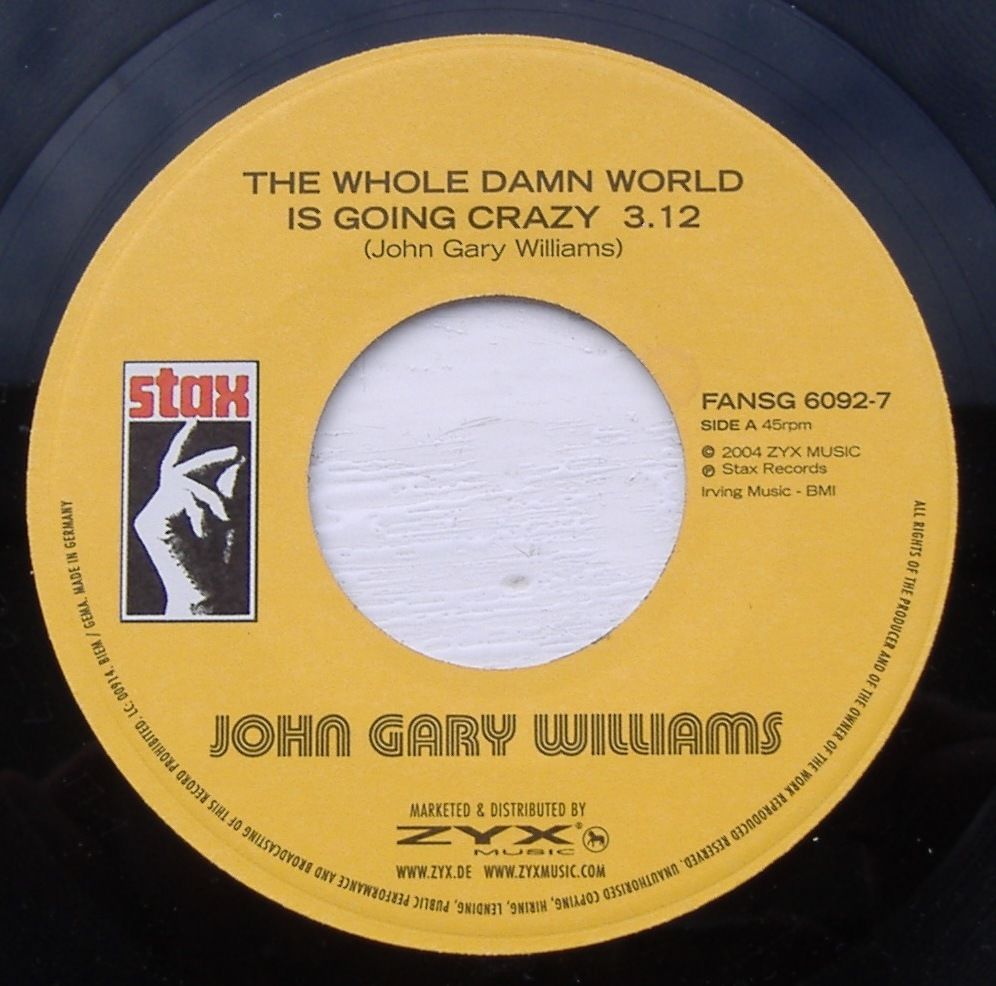 THE WHOLE DAMN WORLD
IS GOING CRAZY 3.12
(John Gary Williams)
stax
FANSG 6092-7
SIDE A 45rpm
© 2004 ZYX MUSIC
℗ Stax Records
Irving Music - BMI
JOHN GARY WILLIAMS
MARKETED & DISTRIBUTED BY
ZYX®
MUSIC
WWW.ZYX.DE WWW.ZYXMUSIC.COM
ALL RIGHTS OF THE PRODUCER AND OF THE OWNER OF THE WORK REPRODUCED RESERVED. UNAUTHORISED COPYING, HIRING, LENDING, PUBLIC PERFORMANCE AND BROADCASTING OF THIS RECORD PROHIBITED. LC: 00914. BIEM / GEMA. MADE IN GERMANY